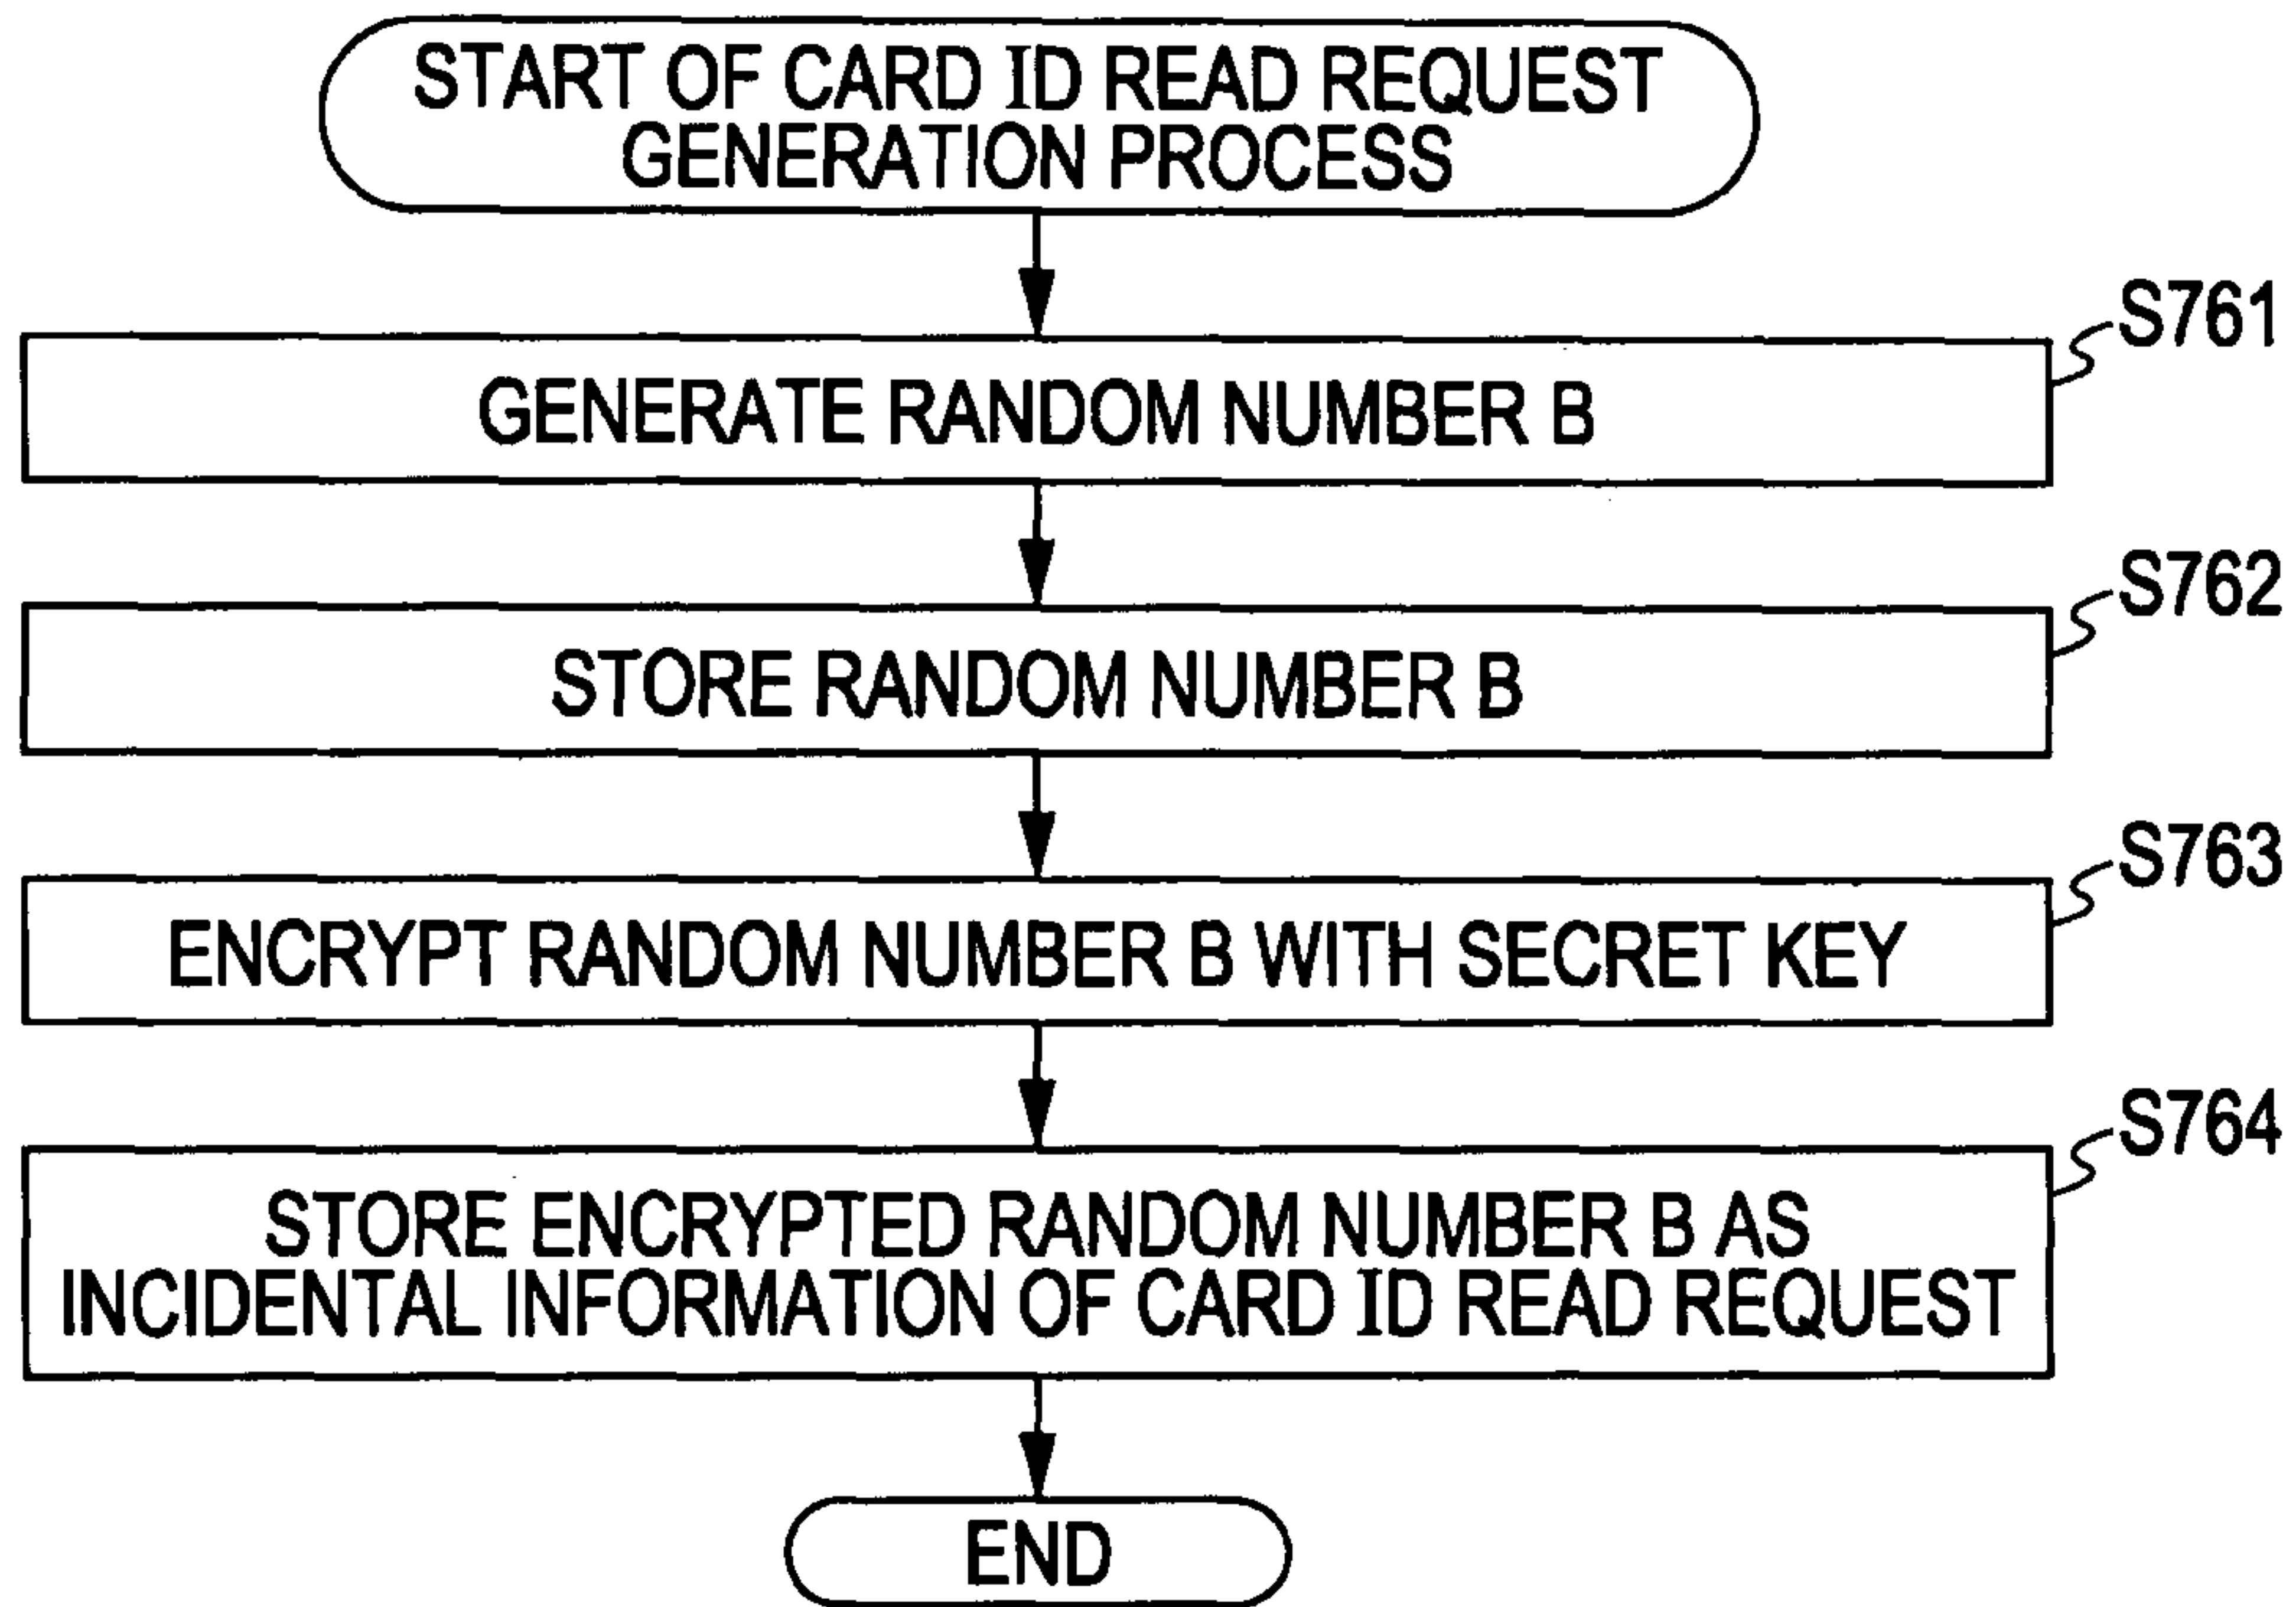 START OF CARD ID READ REQUEST
GENERATION PROCESS
S761
GENERATE RANDOM NUMBER B
S762
STORE RANDOM NUMBER B
S763
ENCRYPT RANDOM NUMBER B WITH SECRET KEY
S764
STORE ENCRYPTED RANDOM NUMBER B AS
INCIDENTAL INFORMATION OF CARD ID READ REQUEST
END